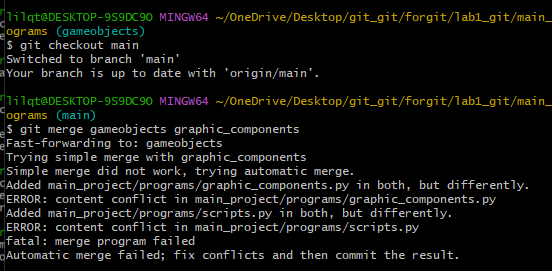 lilqt@DESKTOP-9S9DC9O MINGW64 ~/OneDrive/Desktop/git_git/forgit/lab1_git/main_
ograms (gameobjects)
$ git checkout main
Switched to branch 'main'
Your branch is up to date with 'origin/main'.
lilqt@DESKTOP-9S9DC9O MINGW64 ~/OneDrive/Desktop/git_git/forgit/lab1_git/main_
ograms (main)
$ git merge gameobjects graphic_components
Fast-forwarding to: gameobjects
Trying simple merge with graphic_components
Simple merge did not work, trying automatic merge.
Added main_project/programs/graphic_components.py in both, but differently.
ERROR: content conflict in main_project/programs/graphic_components.py
Added main_project/programs/scripts.py in both, but differently.
ERROR: content conflict in main_project/programs/scripts.py
fatal: merge program failed
Automatic merge failed; fix conflicts and then commit the result.